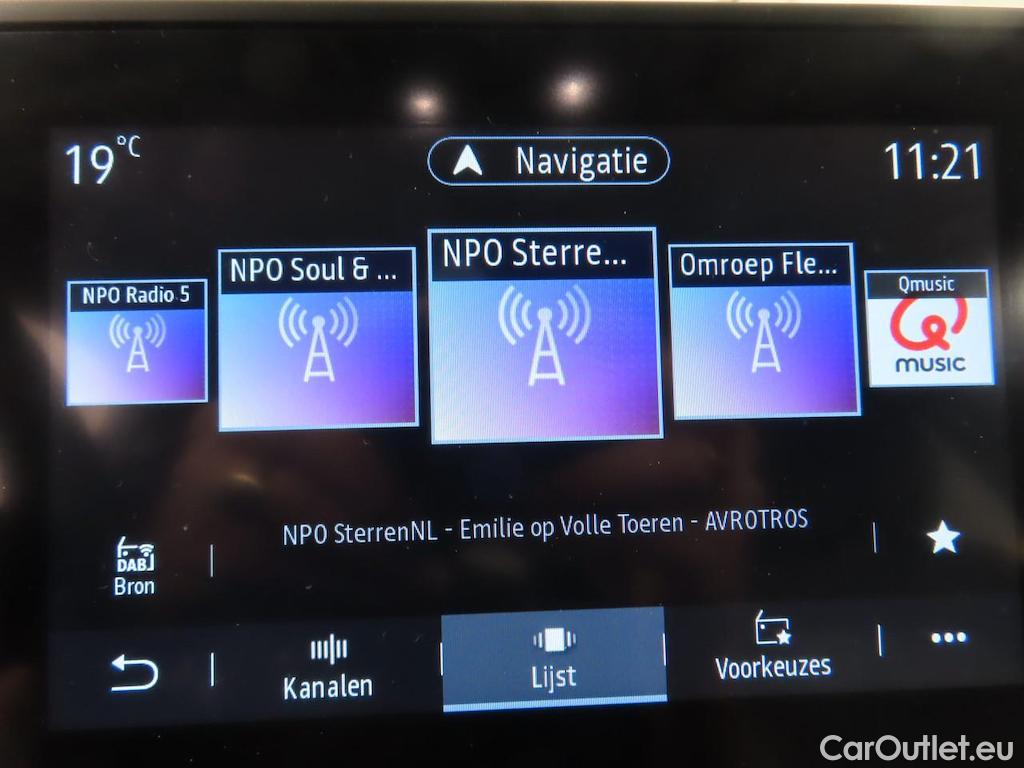 19 °C
Navigatie
11:21
NPO Radio 5
NPO Soul & ...
NPO Sterre...
Omroep Fle...
Qmusic
Q
MUSIC
NPO SterrenNL - Emilie op Volle Toeren - AVROTROS
DAB
Bron
Kanalen
Lijst
Voorkeuzes
CarOutlet.eu